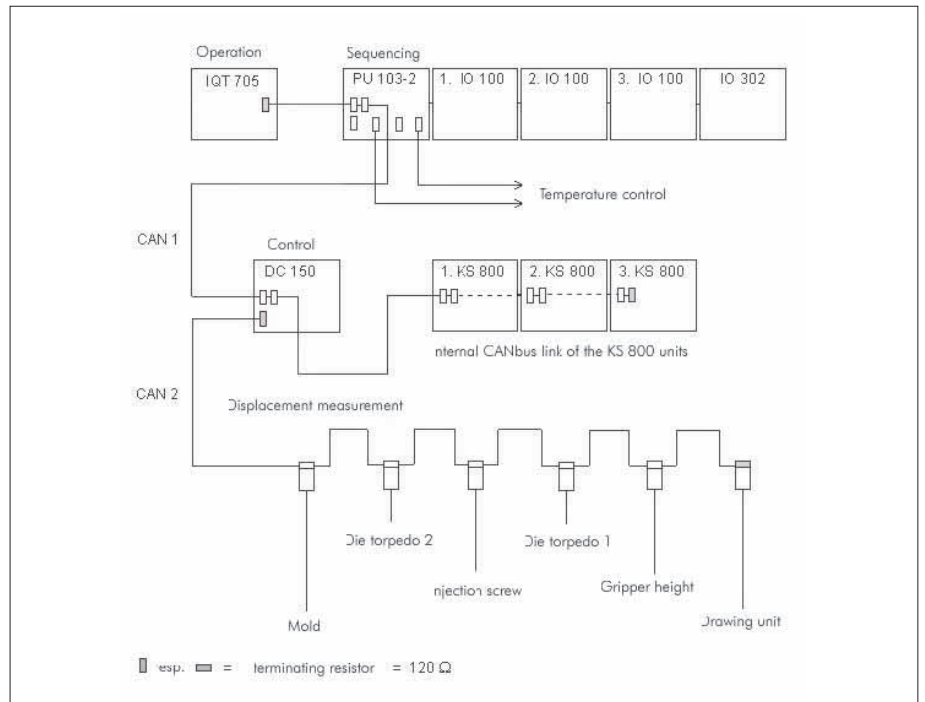 Operation
Sequencing
IQT 705
PU 103-2
1. IO 100
2. IO 100
3. IO 100
IO 302
Temperature control
CAN 1
Control
DC 150
1. KS 800
2. KS 800
3. KS 800
nternal CANbus link of the KS 800 units
CAN 2
Displacement measurement
Die torpedo 2
Die torpedo 1
njection screw
Gripper height
Mold
Drawing unit
esp. = terminating resistor = 120 Ω